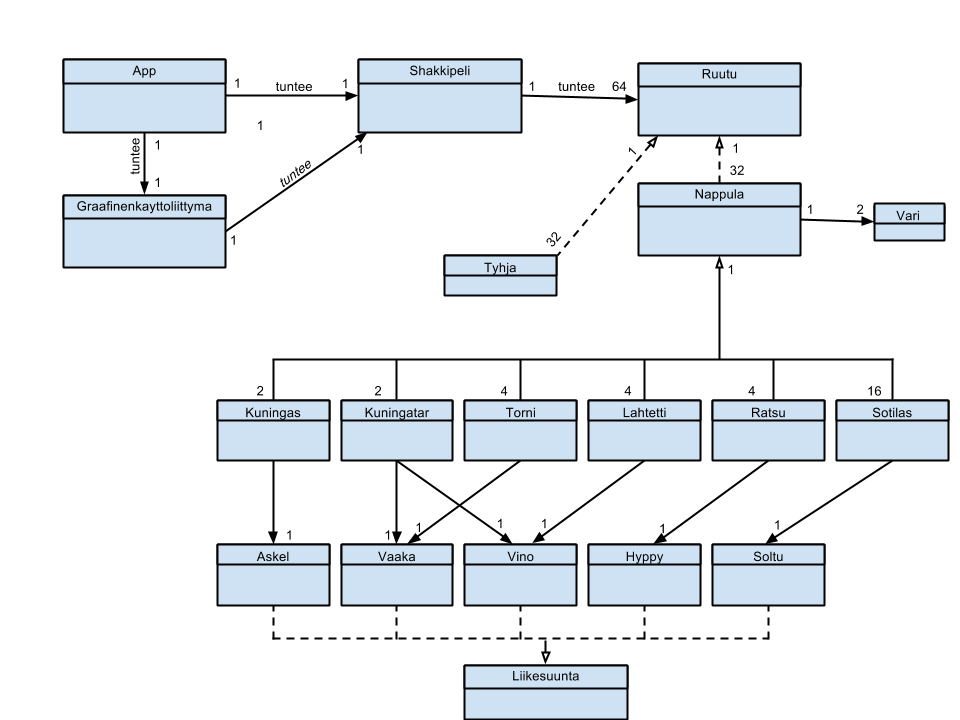 App
Shakkipeli
Ruutu
1 tuntee 1
1 tuntee 64
1
tuntee
1
1
tuntee
1
1
1
32
1
32
Graafinenkayttoliittyma
Nappula
1 2
Vari
Tyhja
1
2 2 4 4 4 16
Kuningas Kuningatar Torni Lahtetti Ratsu Sotilas
1 1 1 1 1 1 1
Askel Vaaka Vino Hyppy Soltu
Liikesuunta